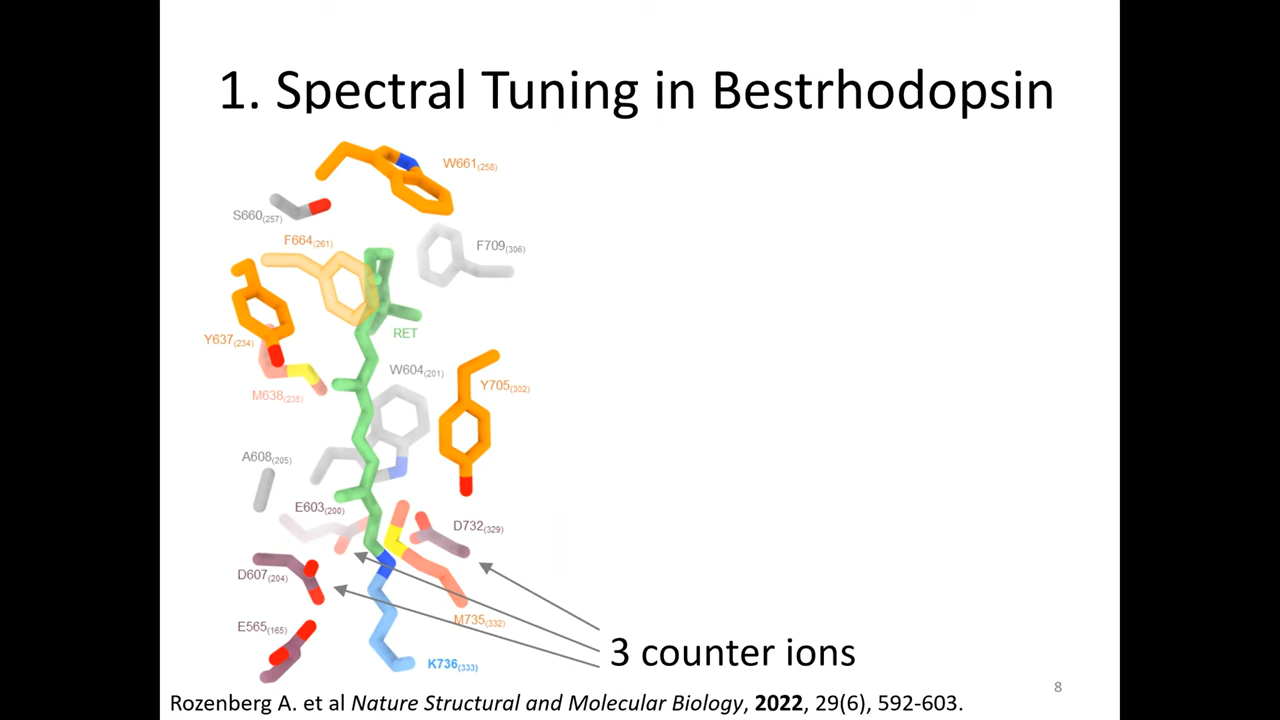 1. Spectral Tuning in Bestrhodopsin
W661(258)
S660(257)
F664(261)
F709(306)
Y637(234)
RET
W604(201)
Y705(302)
M638(235)
A608(205)
E603(200)
D732(329)
D607(204)
E565(165)
M735(332)
K736(333)
3 counter ions
8
Rozenberg A. et al Nature Structural and Molecular Biology, 2022, 29(6), 592-603.